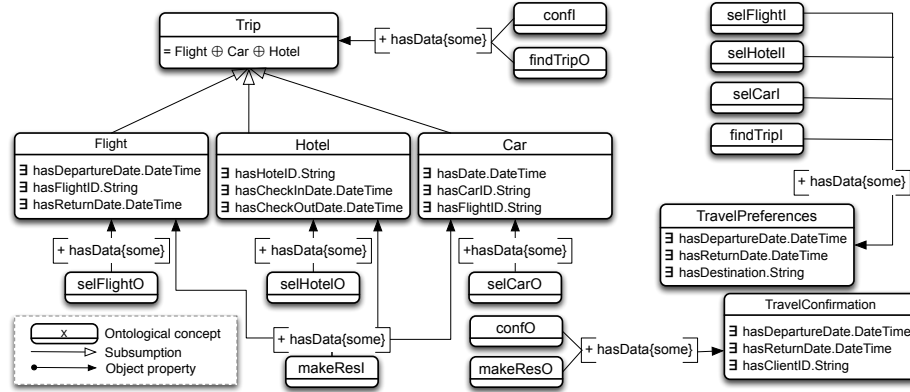 Trip
= Flight ⊕ Car ⊕ Hotel
+ hasData{some}
confI
findTripO
selFlightI
selHotelI
selCarI
findTripI
+ hasData{some}
Flight
∃ hasDepartureDate.DateTime
∃ hasFlightID.String
∃ hasReturnDate.DateTime
Hotel
∃ hasHoteID.String
∃ hasCheckInDate.DateTime
∃ hasCheckOutDate.DateTime
Car
∃ hasDate.DateTime
∃ hasCarID.String
∃ hasFlightID.String
TravelPreferences
∃ hasDepartureDate.DateTime
∃ hasReturnDate.DateTime
∃ hasDestination.String
+ hasData{some}
selFlightO
+ hasData{some}
selHotelO
+hasData{some}
selCarO
+ hasData{some}
makeResI
confO
makeResO
+ hasData{some}
TravelConfirmation
∃ hasDepartureDate.DateTime
∃ hasReturnDate.DateTime
∃ hasClientID.String
X
Ontological concept
Subsumption
Object property